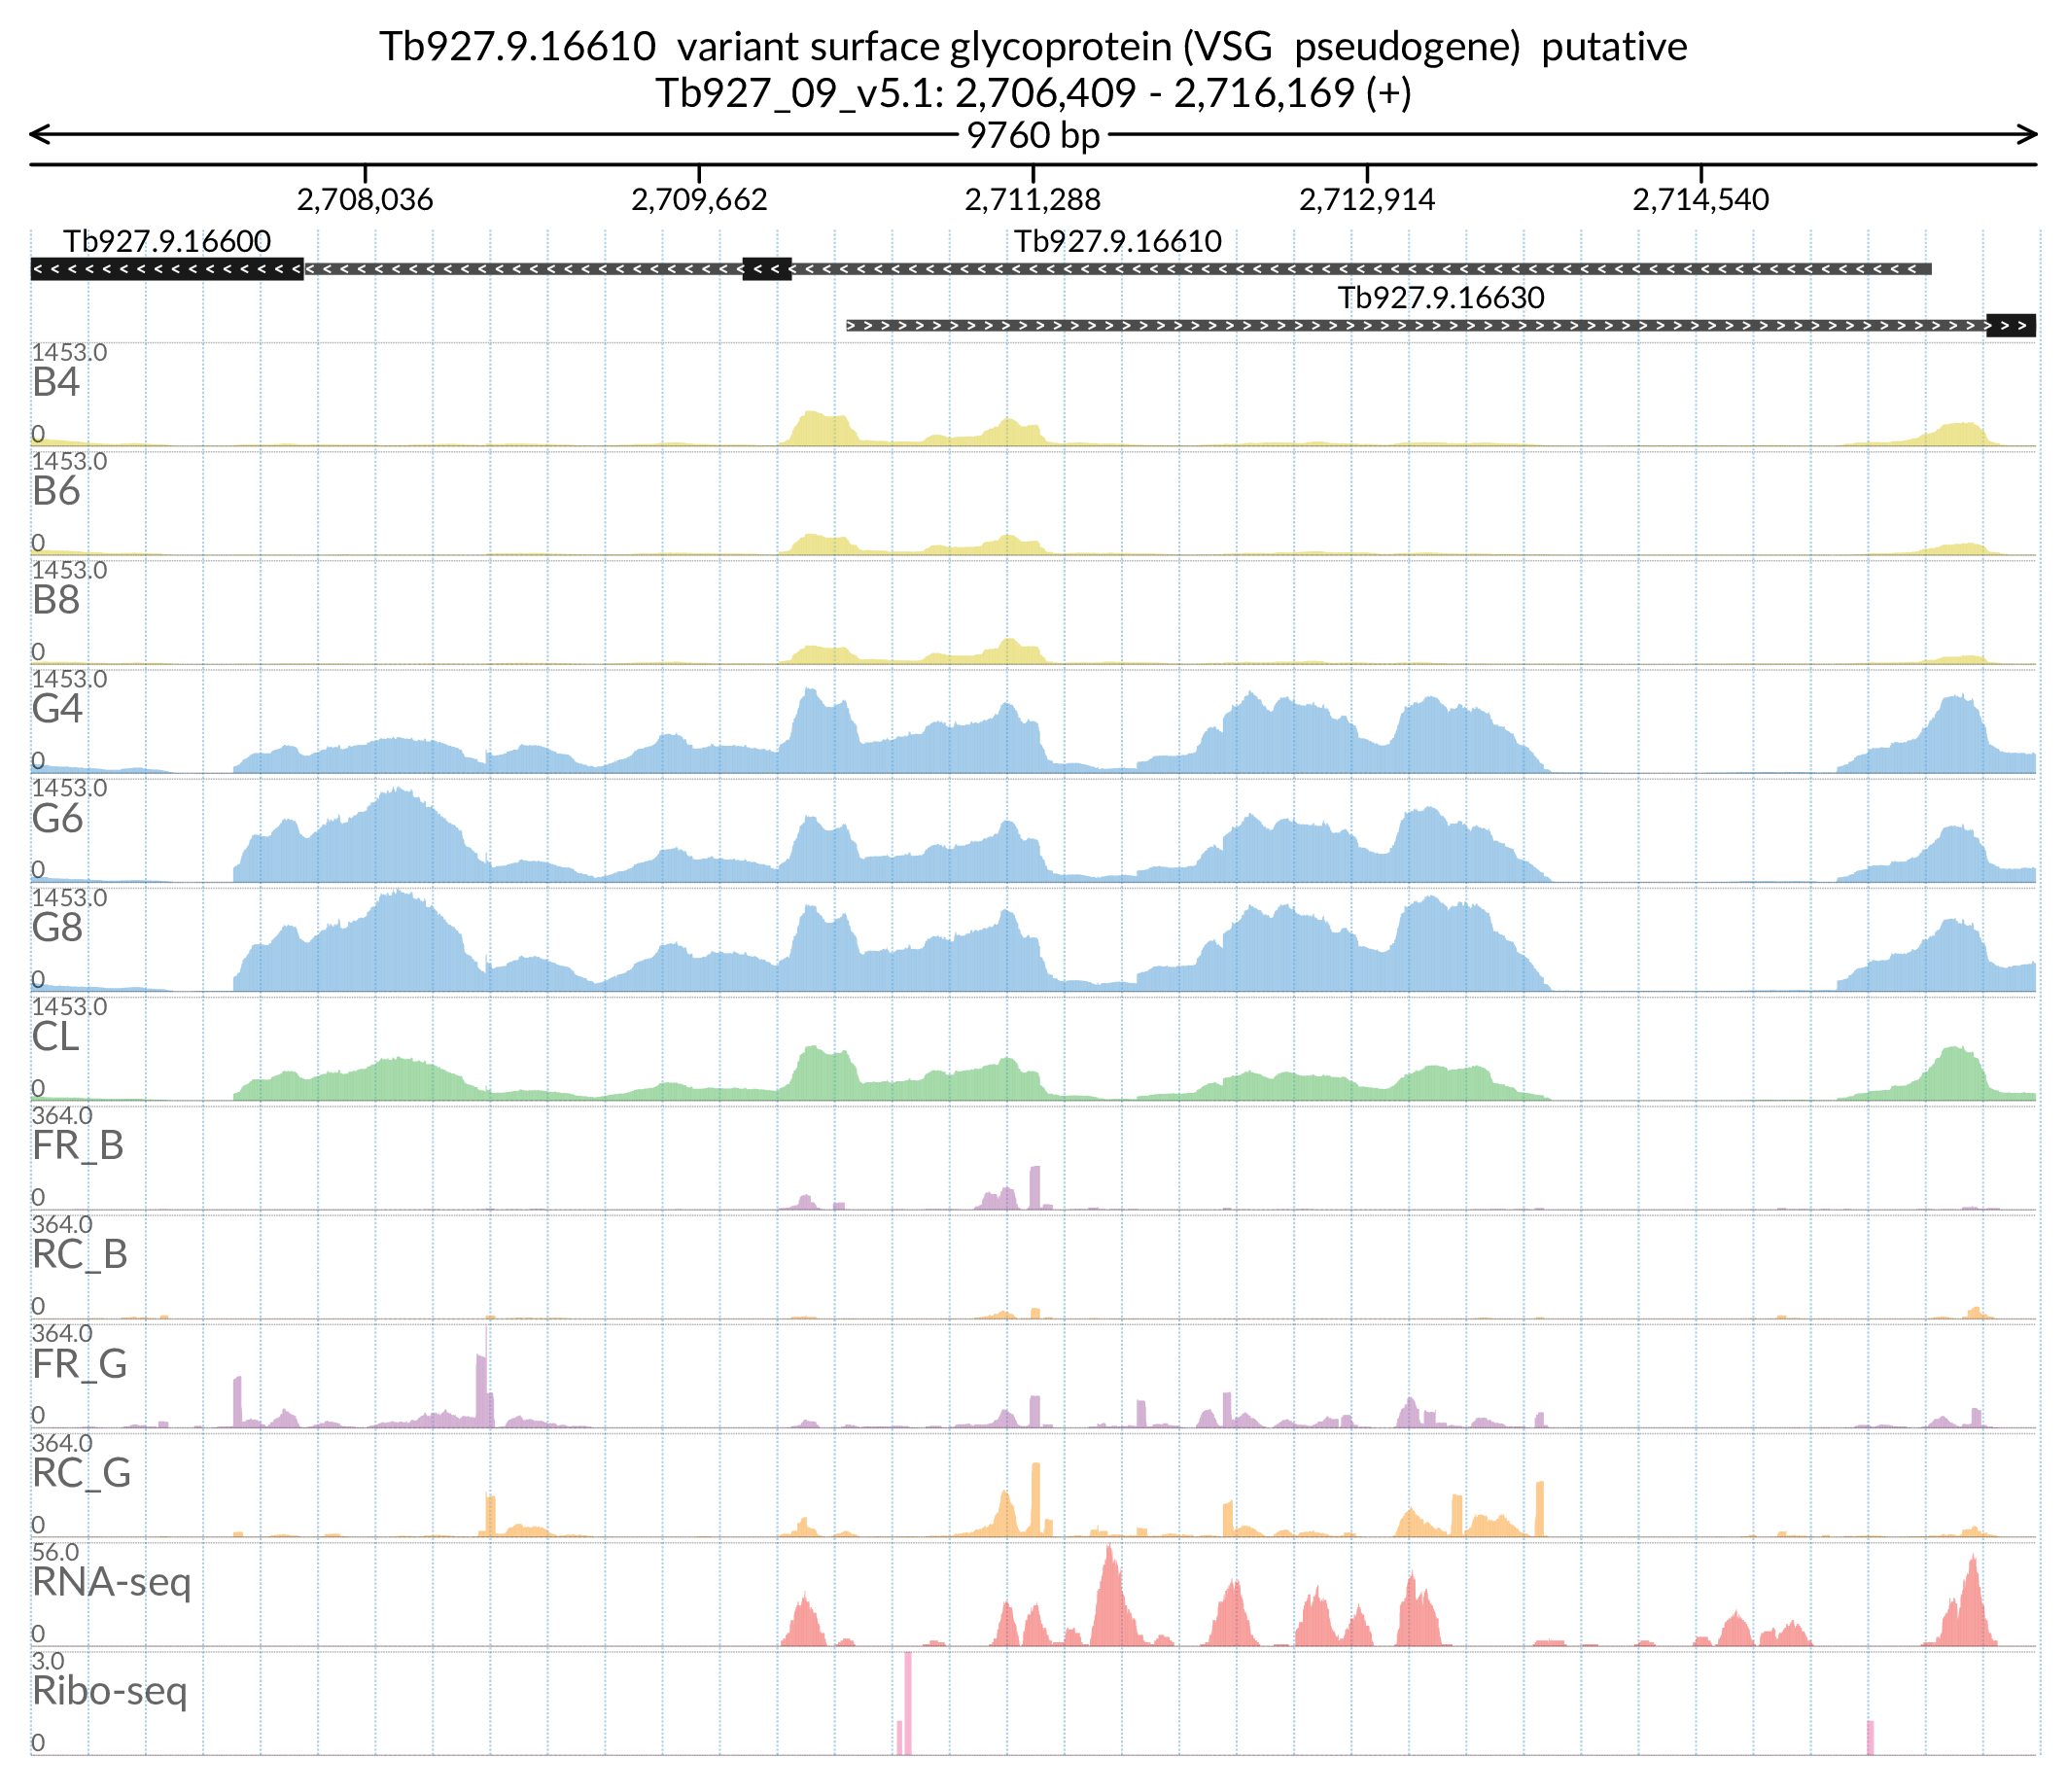 Tb927.9.16610  variant surface glycoprotein (VSG  pseudogene)  putative
Tb927_09_v5.1: 2,706,409 - 2,716,169 (+)
9760 bp
2,708,036 2,709,662 2,711,288 2,712,914 2,714,540
Tb927.9.16600 Tb927.9.16610
Tb927.9.16630
1453.0
B4
0
1453.0
B6
0
1453.0
B8
0
1453.0
G4
0
1453.0
G6
0
1453.0
G8
0
1453.0
CL
0
364.0
FR_B
0
364.0
RC_B
0
364.0
FR_G
0
364.0
RC_G
0
56.0
RNA-seq
0
3.0
Ribo-seq
0